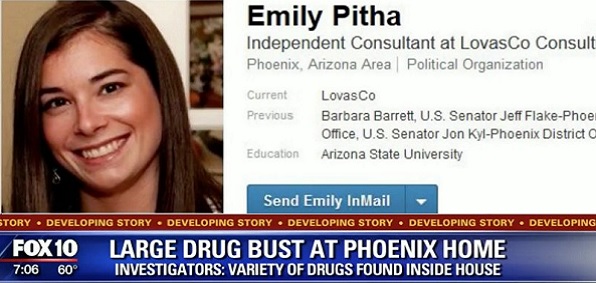 Emily Pitha
Independent Consultant at LovasCo Consult
Phoenix, Arizona Area | Political Organization
Current LovasCo
Previous Barbara Barrett, U.S. Senator Jeff Flake-Phoe
Office, U.S. Senator Jon Kyl-Phoenix District O
Education Arizona State University
Send Emily InMail
STORY • DEVELOPING STORY • DEVELOPING STORY • DEVELOPING STORY • DEVELOPING STORY • DEVELOPING
FOX 10 LARGE DRUG BUST AT PHOENIX HOME
7:06 60° INVESTIGATORS: VARIETY OF DRUGS FOUND INSIDE HOUSE